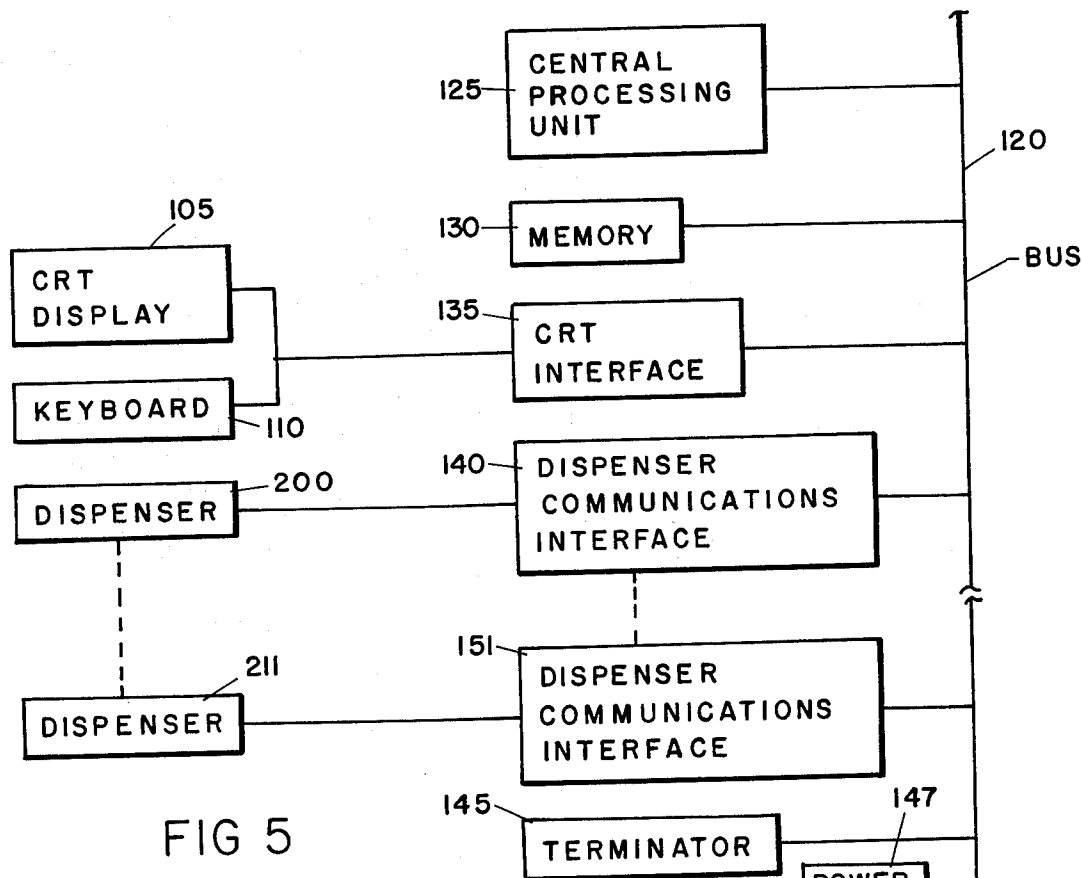 CENTRAL
PROCESSING
UNIT
125
120
105
130
MEMORY
BUS
CRT
DISPLAY
135
CRT
INTERFACE
KEYBOARD
110
140
DISPENSER
COMMUNICATIONS
INTERFACE
200
DISPENSER
151
DISPENSER
COMMUNICATIONS
INTERFACE
211
DISPENSER
145
147
TERMINATOR
FIG 5
POWER